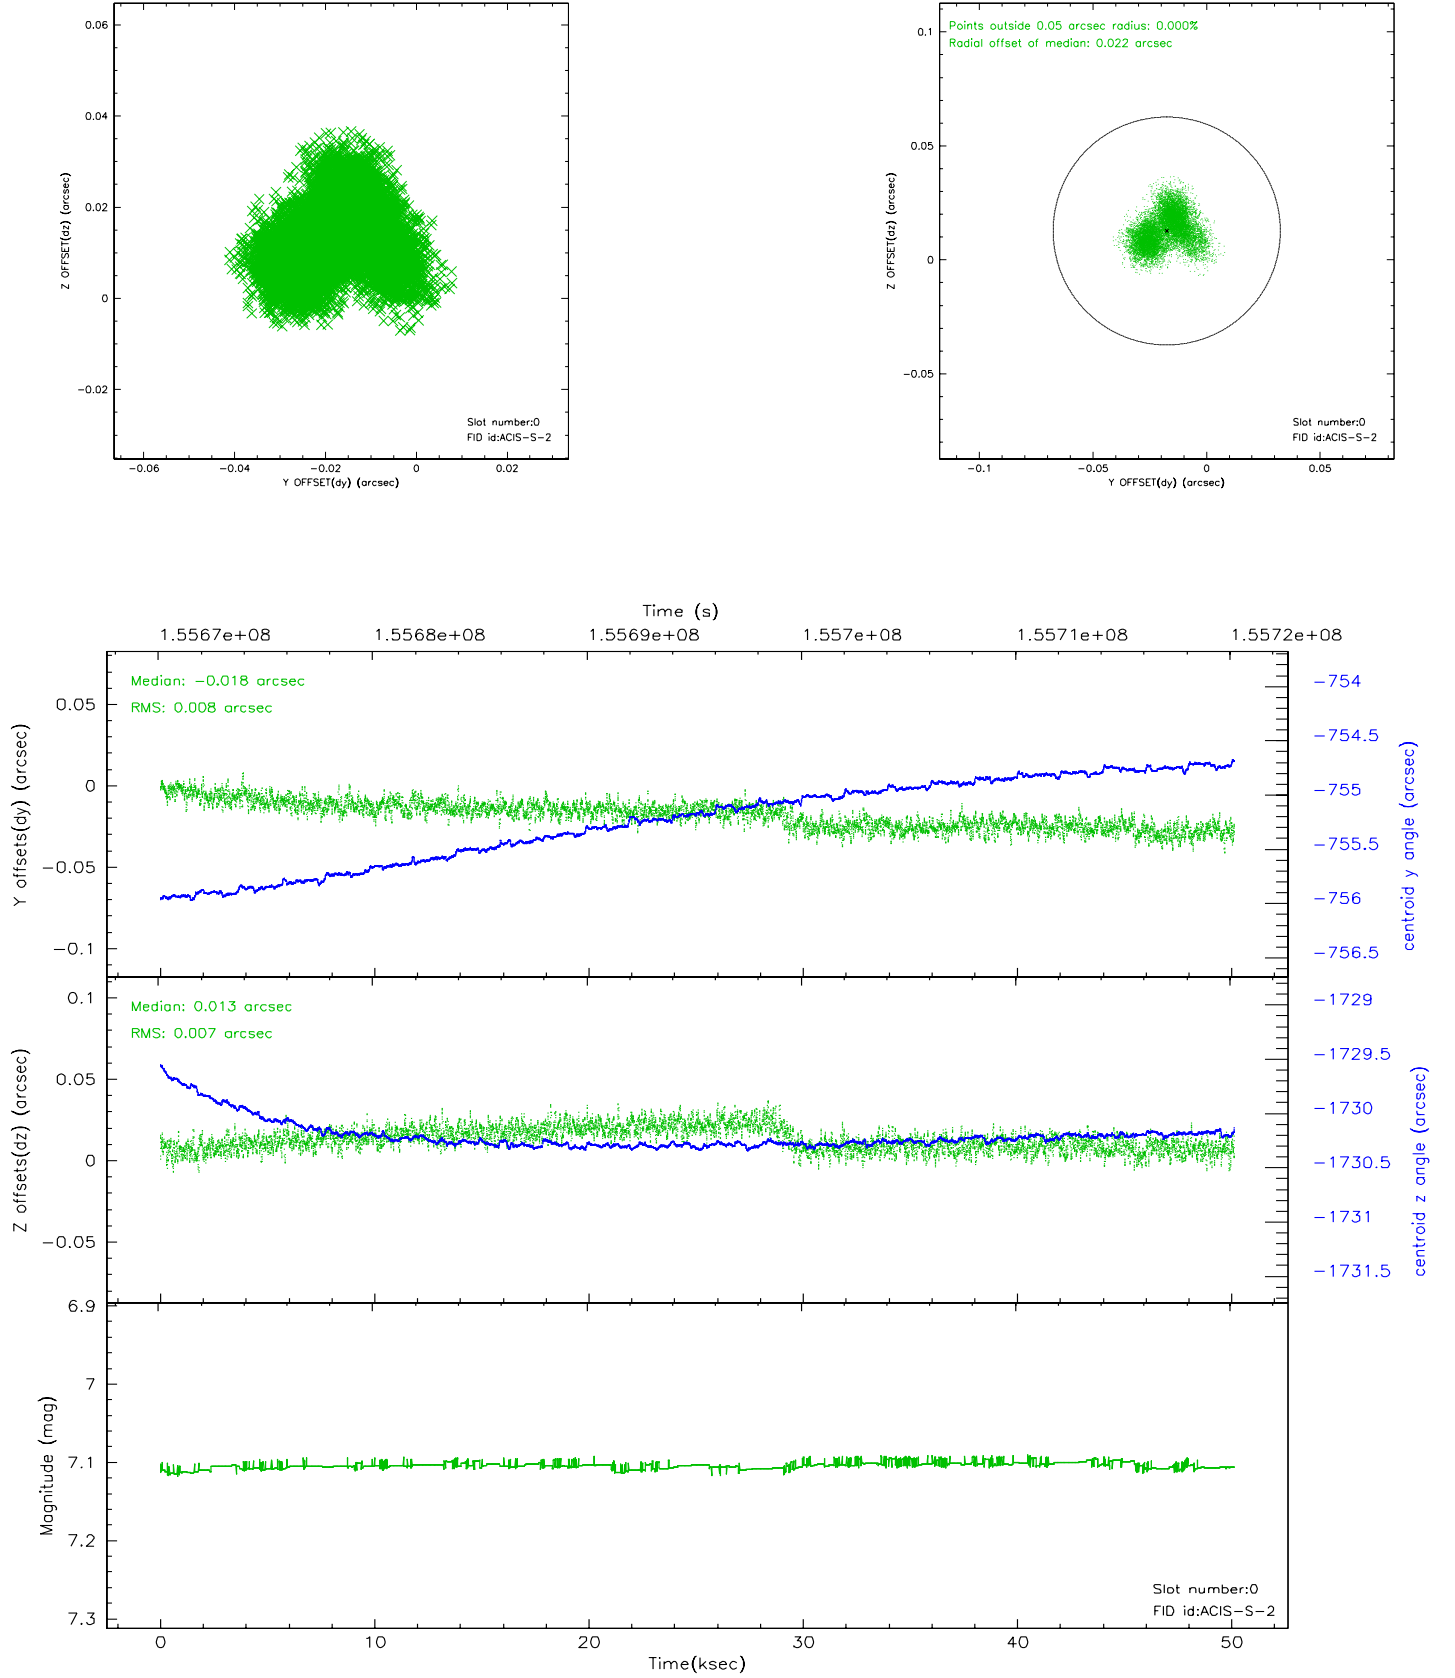 0.06
0.04
0.02
0
−0.02
Z OFFSET(dz) (arcsec)
Slot number:0
FID id:ACIS−S−2
−0.06 −0.04 −0.02 0 0.02
Y OFFSET(dy) (arcsec)
Points outside 0.05 arcsec radius: 0.000%
Radial offset of median: 0.022 arcsec
0.1
0.05
0
−0.05
Z OFFSET(dz) (arcsec)
Slot number:0
FID id:ACIS−S−2
−0.1 −0.05 0 0.05
Y OFFSET(dy) (arcsec)
Time (s)
1.5567e+08 1.5568e+08 1.5569e+08 1.557e+08 1.5571e+08 1.5572e+08
Median: −0.018 arcsec
RMS: 0.008 arcsec
0.05
0
−0.05
−0.1
Y offsets(dy) (arcsec)
−754
−754.5
−755
−755.5
−756
−756.5
centroid y angle (arcsec)
Median: 0.013 arcsec
RMS: 0.007 arcsec
0.1
0.05
0
−0.05
Z offsets(dz) (arcsec)
−1729
−1729.5
−1730
−1730.5
−1731
−1731.5
centroid z angle (arcsec)
6.9
7
7.1
7.2
7.3
Magnitude (mag)
Slot number:0
FID id:ACIS−S−2
0 10 20 30 40 50
Time(ksec)